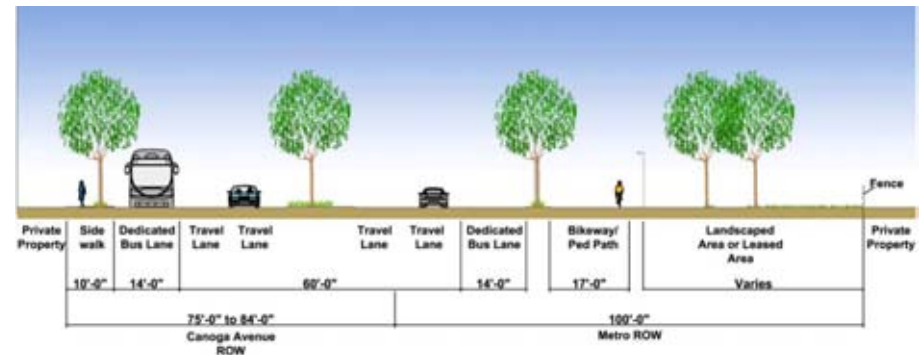 Fence
Private Property
Side walk
Dedicated Bus Lane
Travel Lane
Travel Lane
Travel Lane
Travel Lane
Dedicated Bus Lane
Bikeway/ Ped Path
Landscaped Area or Leased Area
Private Property
10'-0"
14'-0"
60'-0"
14'-0"
17'-0"
Varies
75'-0" to 84'-0"
100'-0"
Canoga Avenue
ROW
Metro ROW